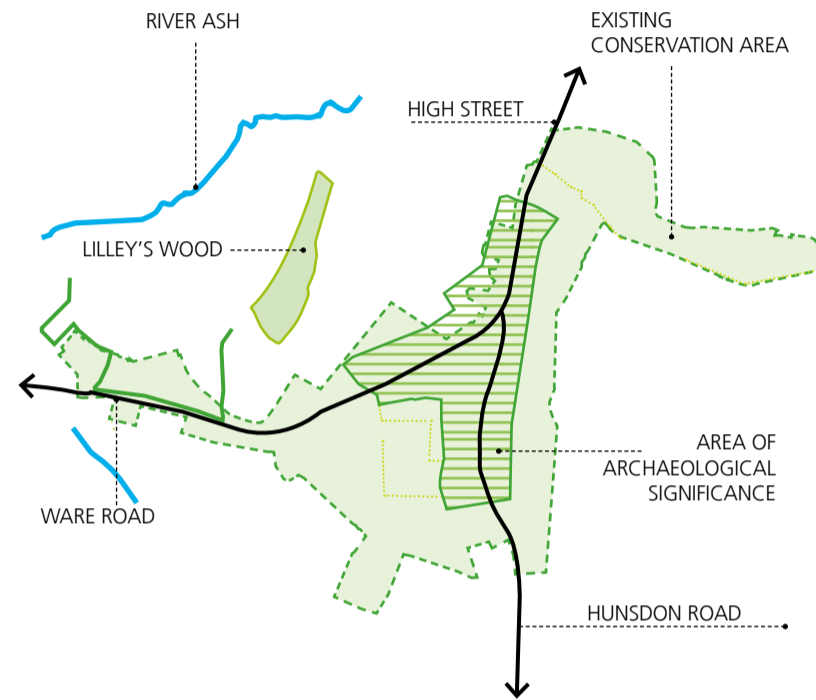 RIVER ASH
EXISTING
CONSERVATION AREA
HIGH STREET
LILLEY'S WOOD
AREA OF
ARCHAEOLOGICAL
SIGNIFICANCE
WARE ROAD
HUNSDON ROAD